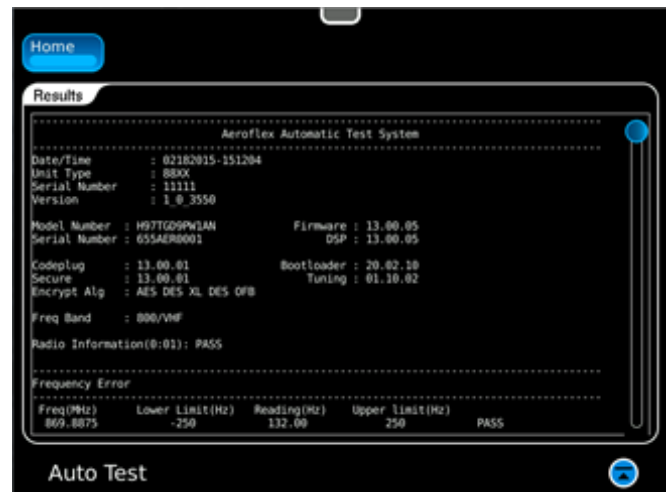 Home
Results
Aeroflex Automatic Test System
Date/Time : 02182015-151204
Unit Type : 88XX
Serial Number : 11111
Version : 1_0_3550
Model Number : H97TGD9PW1AN Firmware : 13.00.05
Serial Number : 655AER0001 DSP : 13.00.05
Codeplug : 13.00.01 Bootloader : 20.02.10
Secure : 13.00.01 Tuning : 01.10.02
Encrypt Alg : AES DES XL DES OFB
Freq Band : 800/VHF
Radio Information(0:01): PASS
Frequency Error
Freq(MHz) Lower Limit(Hz) Reading(Hz) Upper limit(Hz)
869.8875 -250 132.00 250 PASS
Auto Test